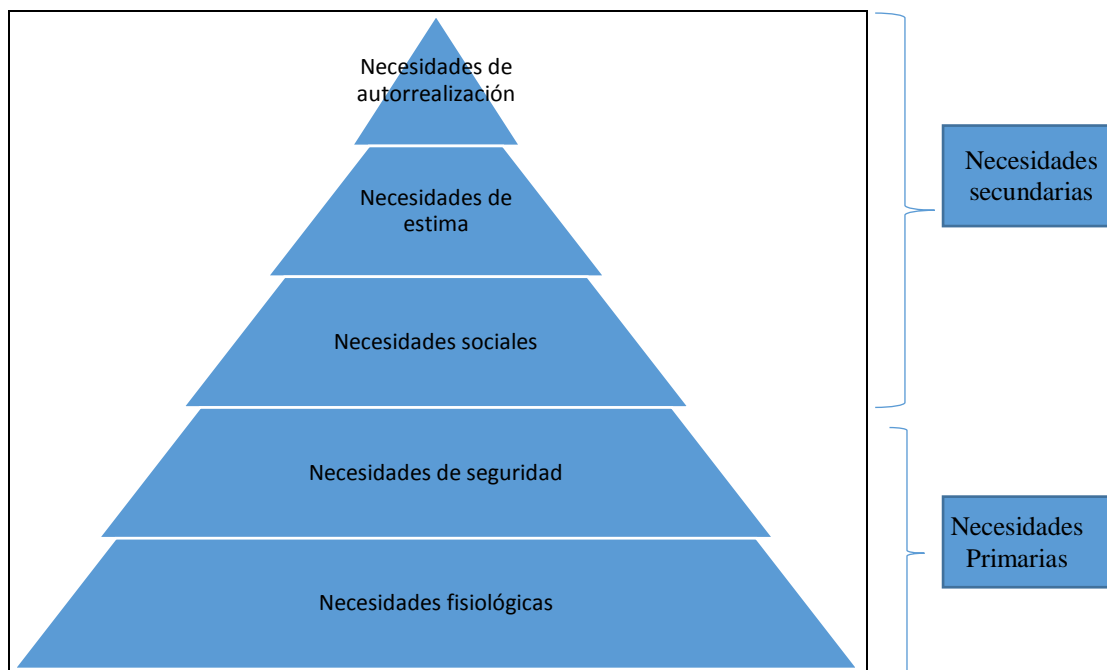 Necesidades de
autorrealización
Necesidades de
estima
Necesidades sociales
Necesidades de seguridad
Necesidades fisiológicas
Necesidades
secundarias
Necesidades
Primarias